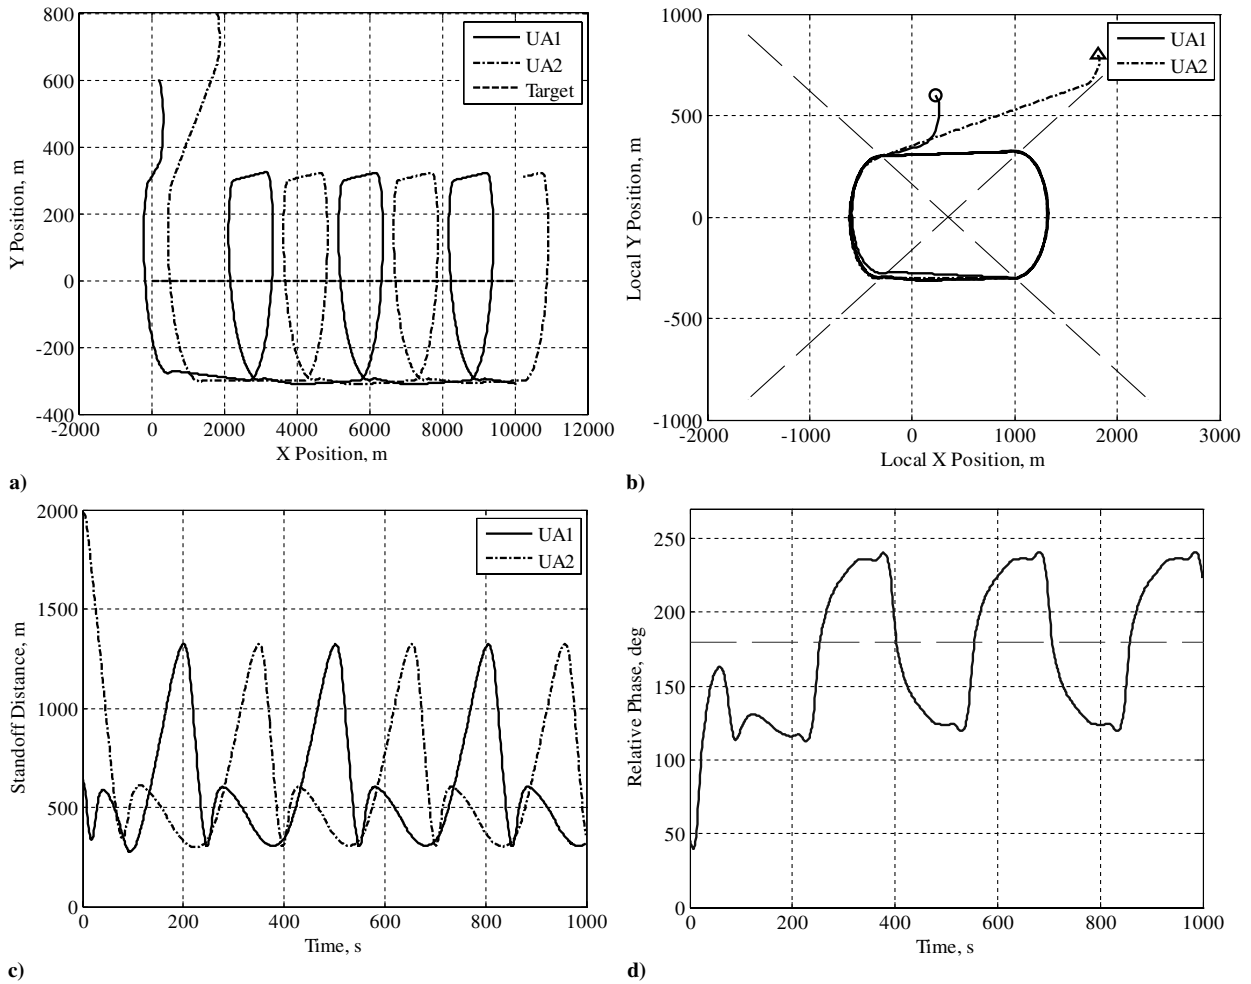 800
600
400
200
0
-200
-400
-2000
0
2000
4000
6000
8000
10000
12000
Y Position, m
X Position, m
UA1
UA2
Target
a)
1000
500
0
-500
-1000
-2000
-1000
0
1000
2000
3000
Local Y Position, m
Local X Position, m
UA1
UA2
b)
2000
1500
1000
500
0
0
200
400
600
800
1000
Standoff Distance, m
Time, s
UA1
UA2
c)
250
200
150
100
50
0
0
200
400
600
800
1000
Relative Phase, deg
Time, s
d)